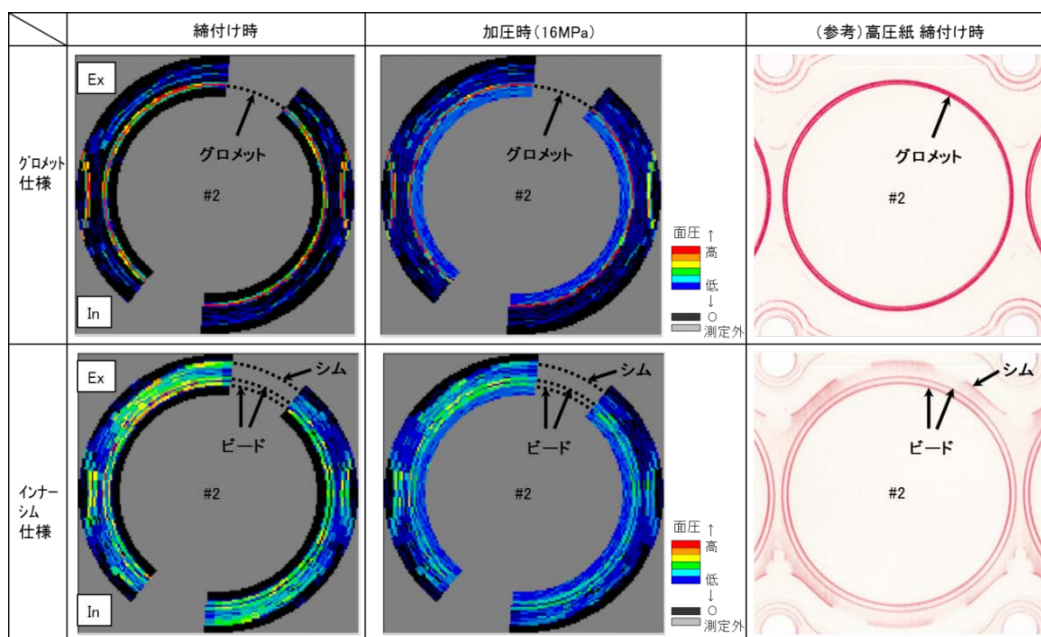 締付け時
加圧時(16MPa)
(参考)高圧紙 締付け時
グロメット
仕様
Ex
グロメット
#2
In
グロメット
#2
面圧 ↑
高
低
↓
0
測定外
グロメット
#2
インナー
シム
仕様
Ex
シム
ビード
#2
In
シム
ビード
#2
面圧 ↑
高
低
↓
0
測定外
シム
ビード
#2